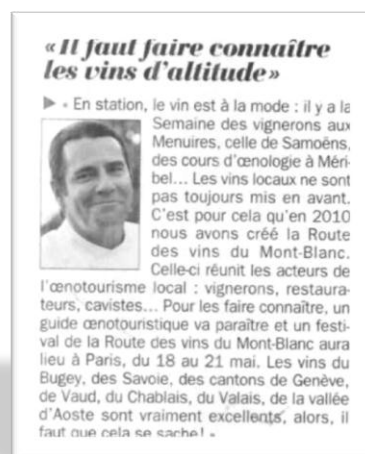 « Il faut faire connaître
les vins d’altitude »
▶ « En station, le vin est à la mode : il y a la
Semaine des vignerons aux
Menuires, celle de Samoëns,
des cours d’œnologie à Méri-
bel... Les vins locaux ne sont
pas toujours mis en avant.
C’est pour cela qu’en 2010
nous avons créé la Route
des vins du Mont-Blanc.
Celle-ci réunit les acteurs de
l’œnotourisme local : vignerons, restaura-
teurs, cavistes... Pour les faire connaître, un
guide œnotouristique va paraître et un festi-
val de la Route des vins du Mont-Blanc aura
lieu à Paris, du 18 au 21 mai. Les vins du
Bugey, des Savoie, des cantons de Genève,
de Vaud, du Chablais, du Valais, de la vallée
d’Aoste sont vraiment excellents, alors, il
faut que cela se sache ! »